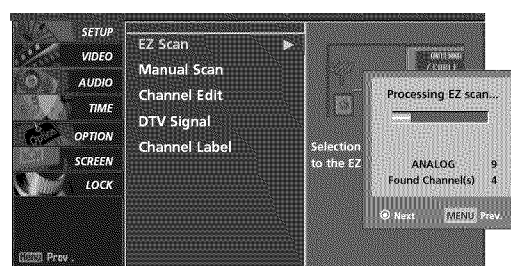 SETUP
VIDEO
AUDIO
TIME
OPTION
SCREEN
LOCK
MENU Prev.
EZ Scan
Manual Scan
Channel Edit
DTV Signal
Channel Label
Selection
to the EZ
Processing EZ scan...
ANALOG 9
Found Channel(s) 4
Next MENU Prev.